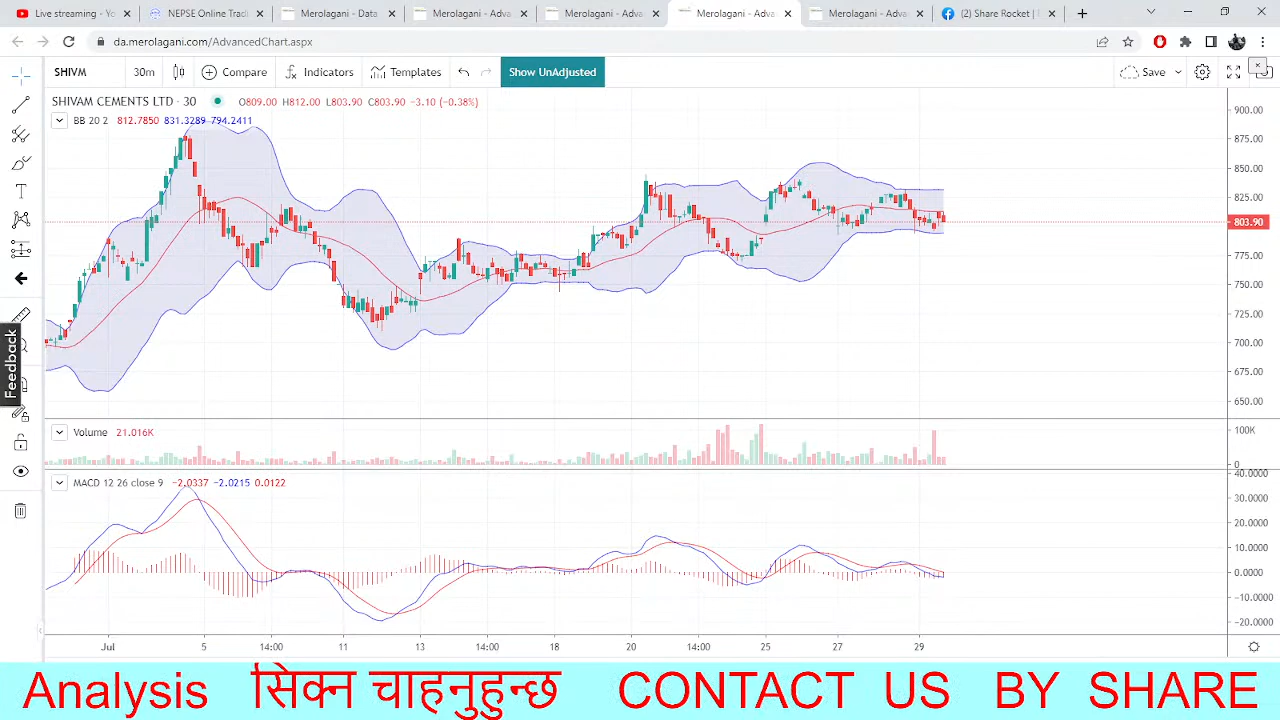 Live streaming - Yo
NEPSE Online Trac
Merolagani - Data
Merolagani - Adva
Merolagani - Adva
Merolagani - Adva
Merolagani - Adva
(2) Share Rocket | 
da.merolagani.com/AdvancedChart.aspx
SHIVM
30m
Compare
Indicators
Templates
Show UnAdjusted
Save
SHIVAM CEMENTS LTD · 30 O809.00 H812.00 L803.90 C803.90 −3.10 (−0.38%)
BB 20 2 812.7850 831.3289 794.2411
900.00
875.00
850.00
825.00
803.90
775.00
750.00
725.00
700.00
675.00
650.00
Feedback
Volume 21.016K
100K
0
MACD 12 26 close 9 −2.0337 −2.0215 0.0122
40.0000
30.0000
20.0000
10.0000
0.0000
−10.0000
−20.0000
Jul 5 14:00 11 13 14:00 18 20 14:00 25 27 29
Analysis सिक्न चाहनुहुन्छ CONTACT US BY SHARE